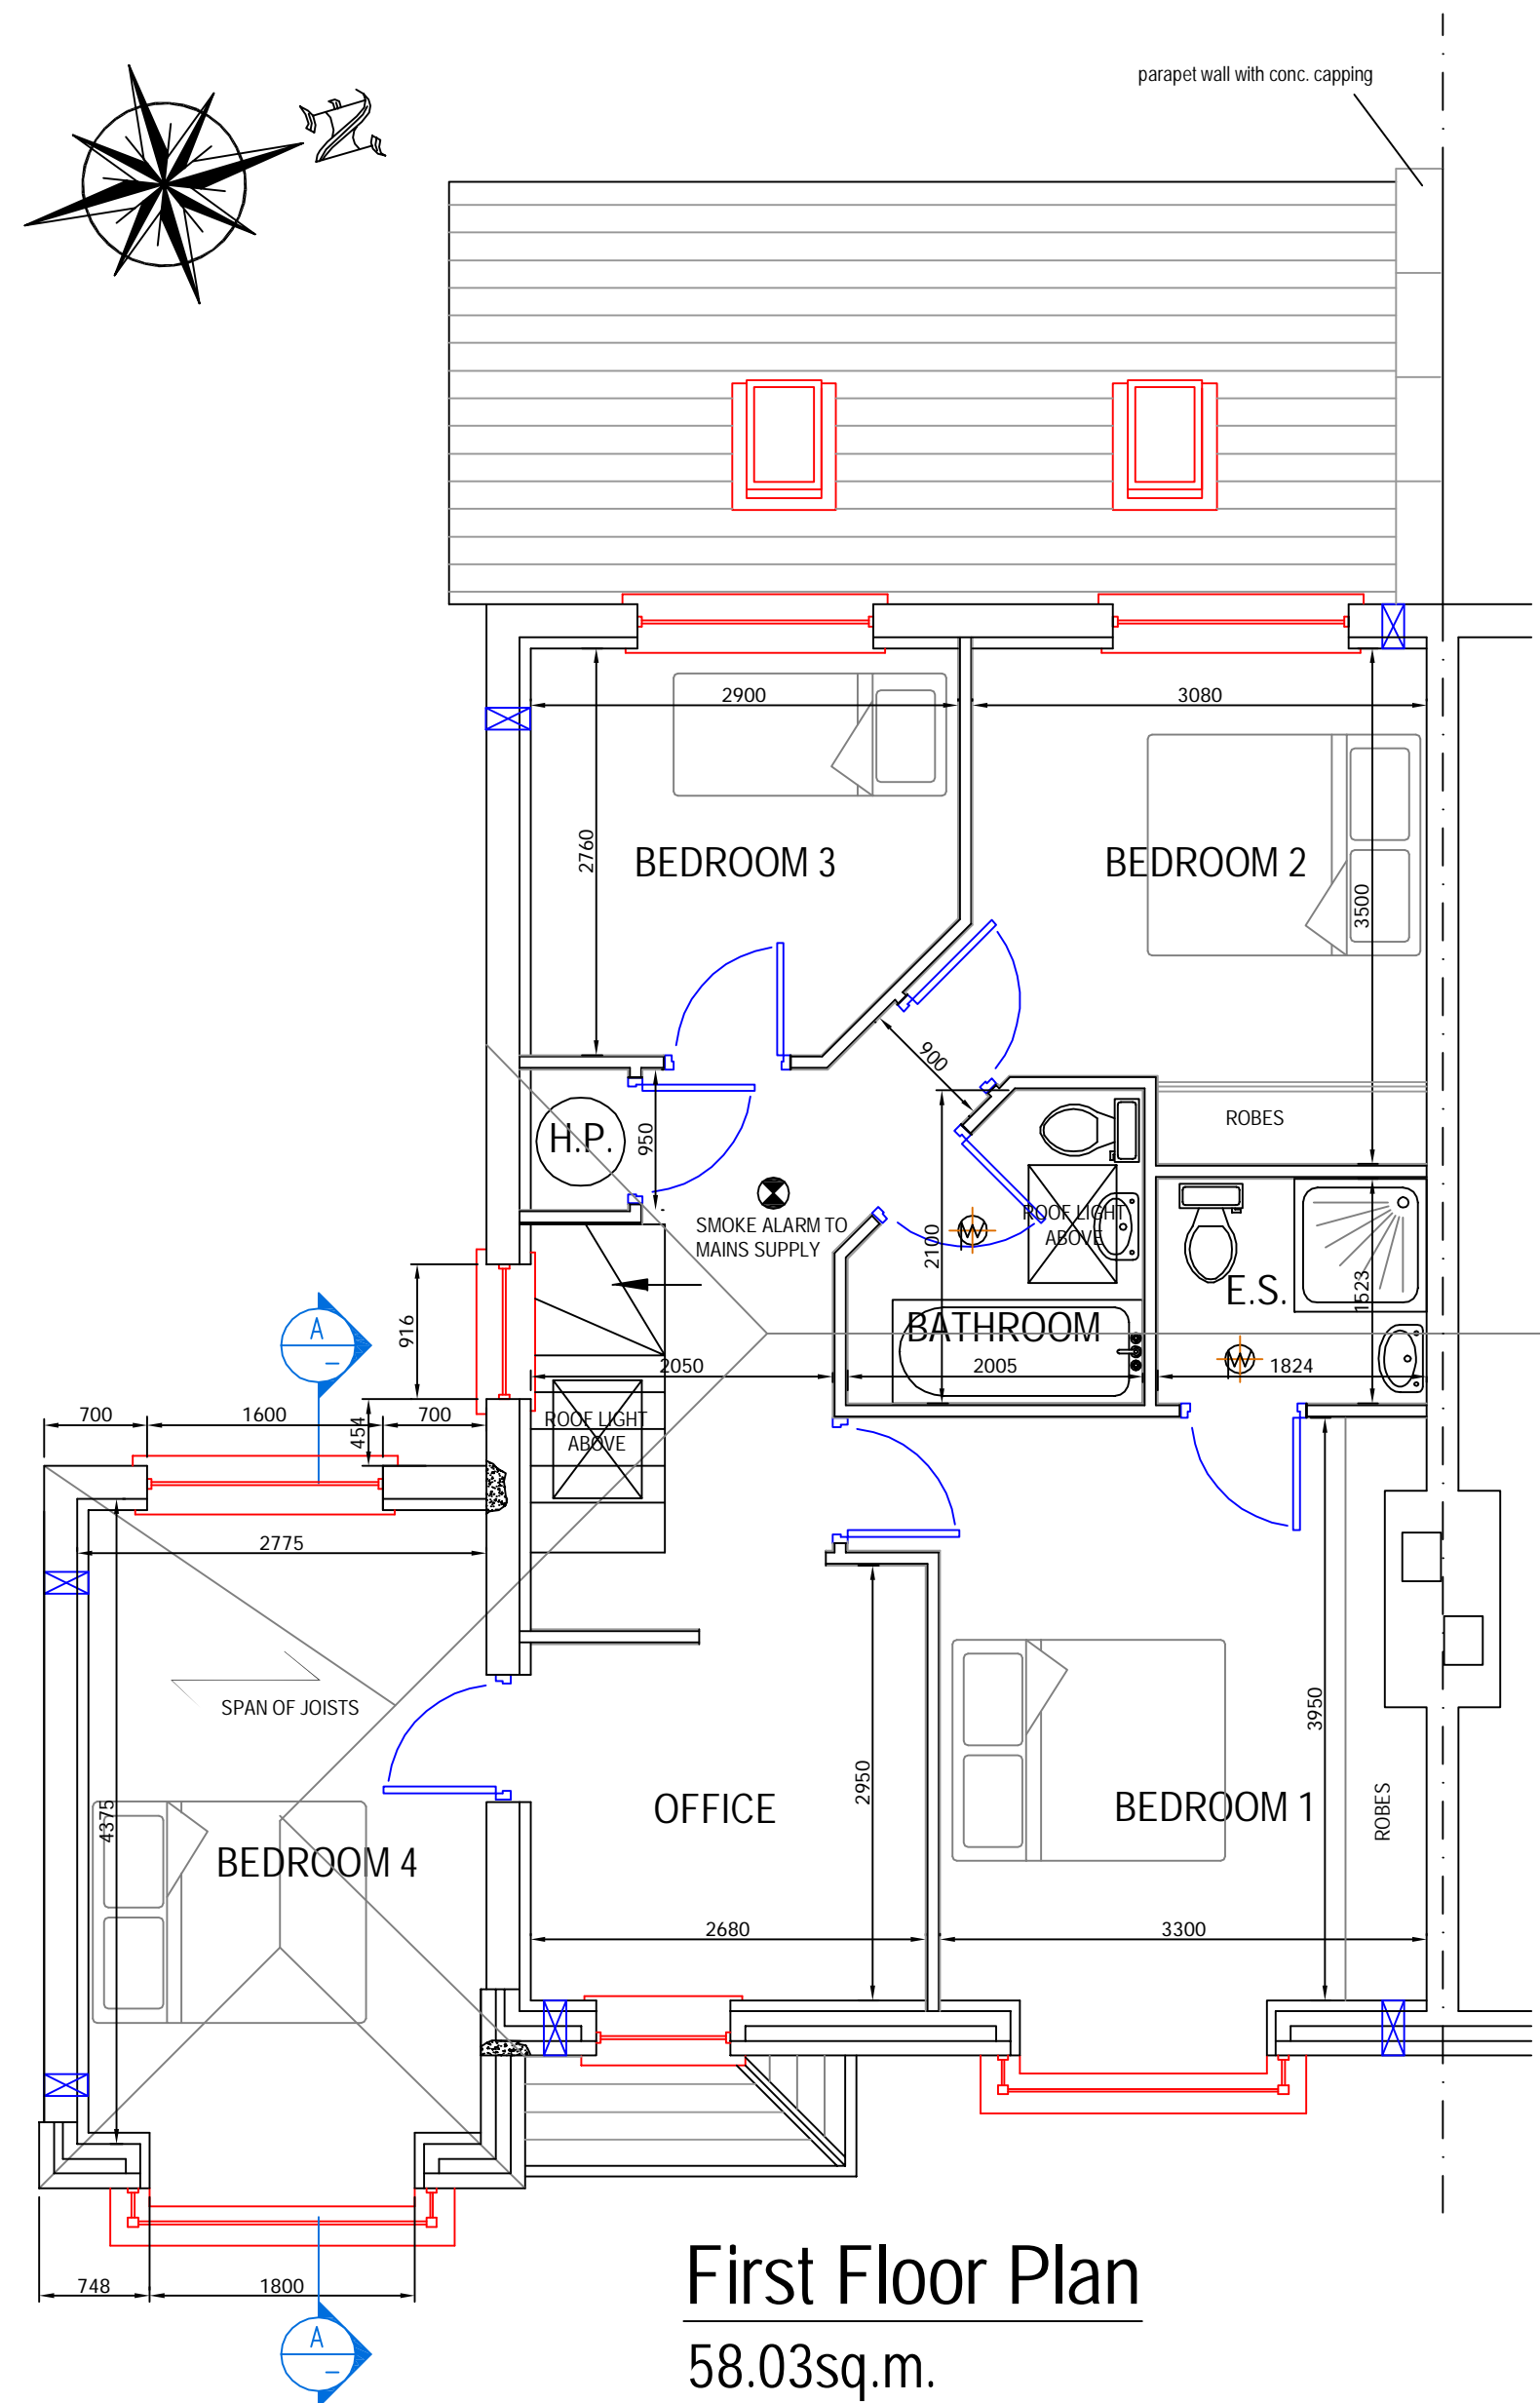 parapet wall with conc. capping
N
2900
3080
2760
BEDROOM 3
BEDROOM 2
3500
900
H.P.
950
ROBES
SMOKE ALARM TO
MAINS SUPPLY
2100
ROOF LIGHT
ABOVE
E.S.
1523
A
916
BATHROOM
2050
2005
1824
700
1600
700
454
ROOF LIGHT
ABOVE
2775
SPAN OF JOISTS
3950
2950
4375
OFFICE
BEDROOM 1
ROBES
BEDROOM 4
2680
3300
748
1800
A
First Floor Plan
58.03sq.m.